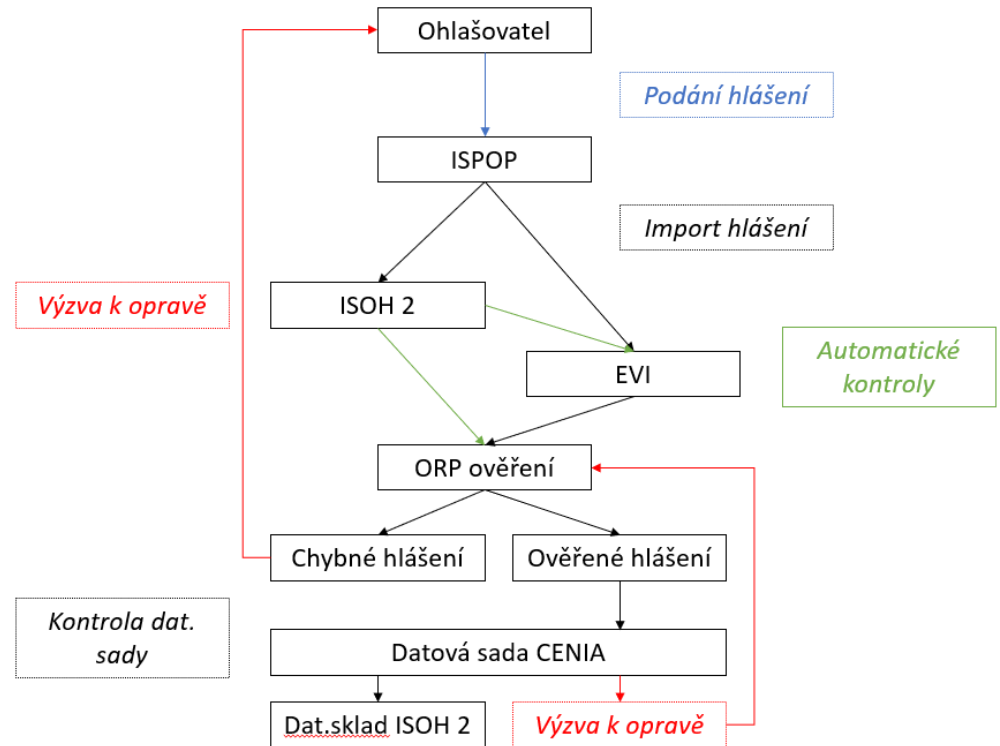 Ohlašovatel
Podání hlášení
ISPOP
Import hlášení
Výzva k opravě
ISOH 2
Automatické
kontroly
EVI
ORP ověření
Chybné hlášení
Ověřené hlášení
Kontrola dat.
sady
Datová sada CENIA
Dat.sklad ISOH 2
Výzva k opravě